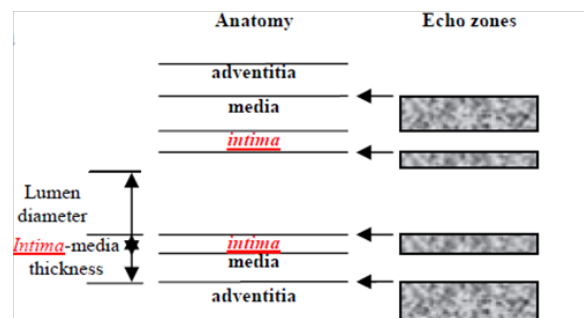 Anatomy
Echo zones
adventitia
media
intima
Lumen
diameter
Intima-media
thickness
intima
media
adventitia